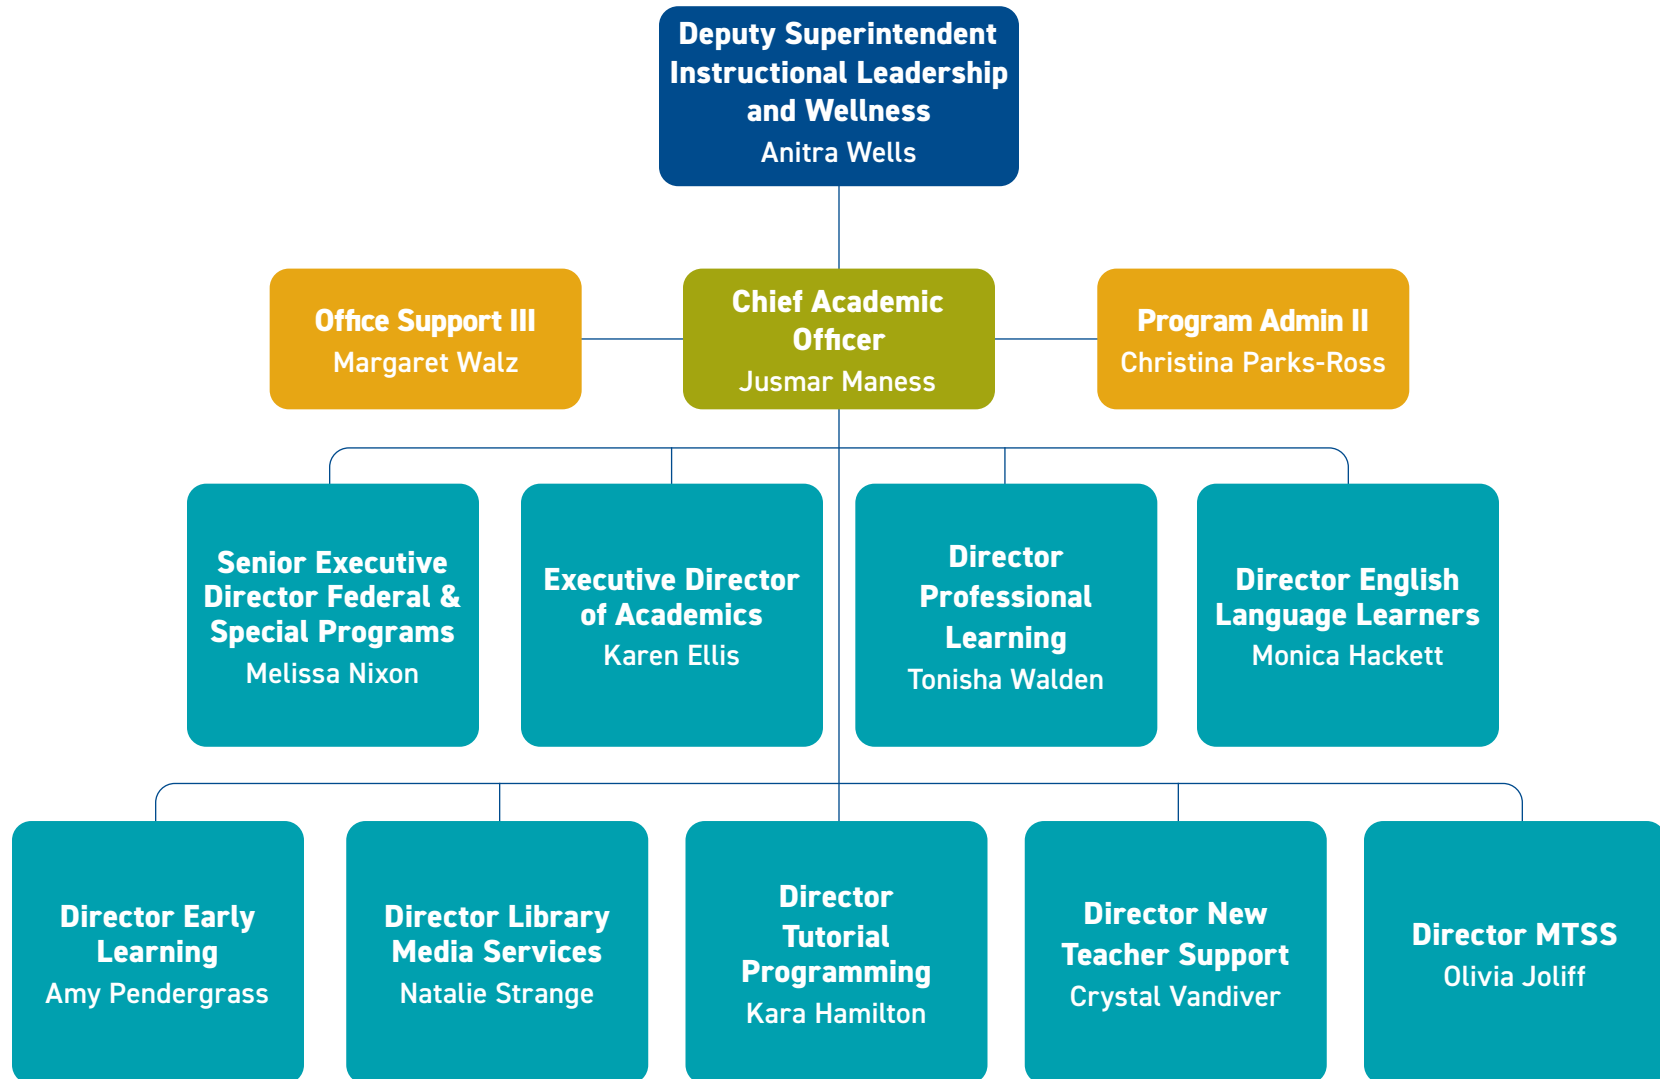 Deputy Superintendent
Instructional Leadership
and Wellness
Anitra Wells
Office Support III
Margaret Walz
Chief Academic
Officer
Jusmar Maness
Program Admin II
Christina Parks-Ross
Senior Executive
Director Federal &
Special Programs
Melissa Nixon
Executive Director
of Academics
Karen Ellis
Director
Professional
Learning
Tonisha Walden
Director English
Language Learners
Monica Hackett
Director Early
Learning
Amy Pendergrass
Director Library
Media Services
Natalie Strange
Director
Tutorial
Programming
Kara Hamilton
Director New
Teacher Support
Crystal Vandiver
Director MTSS
Olivia Joliff